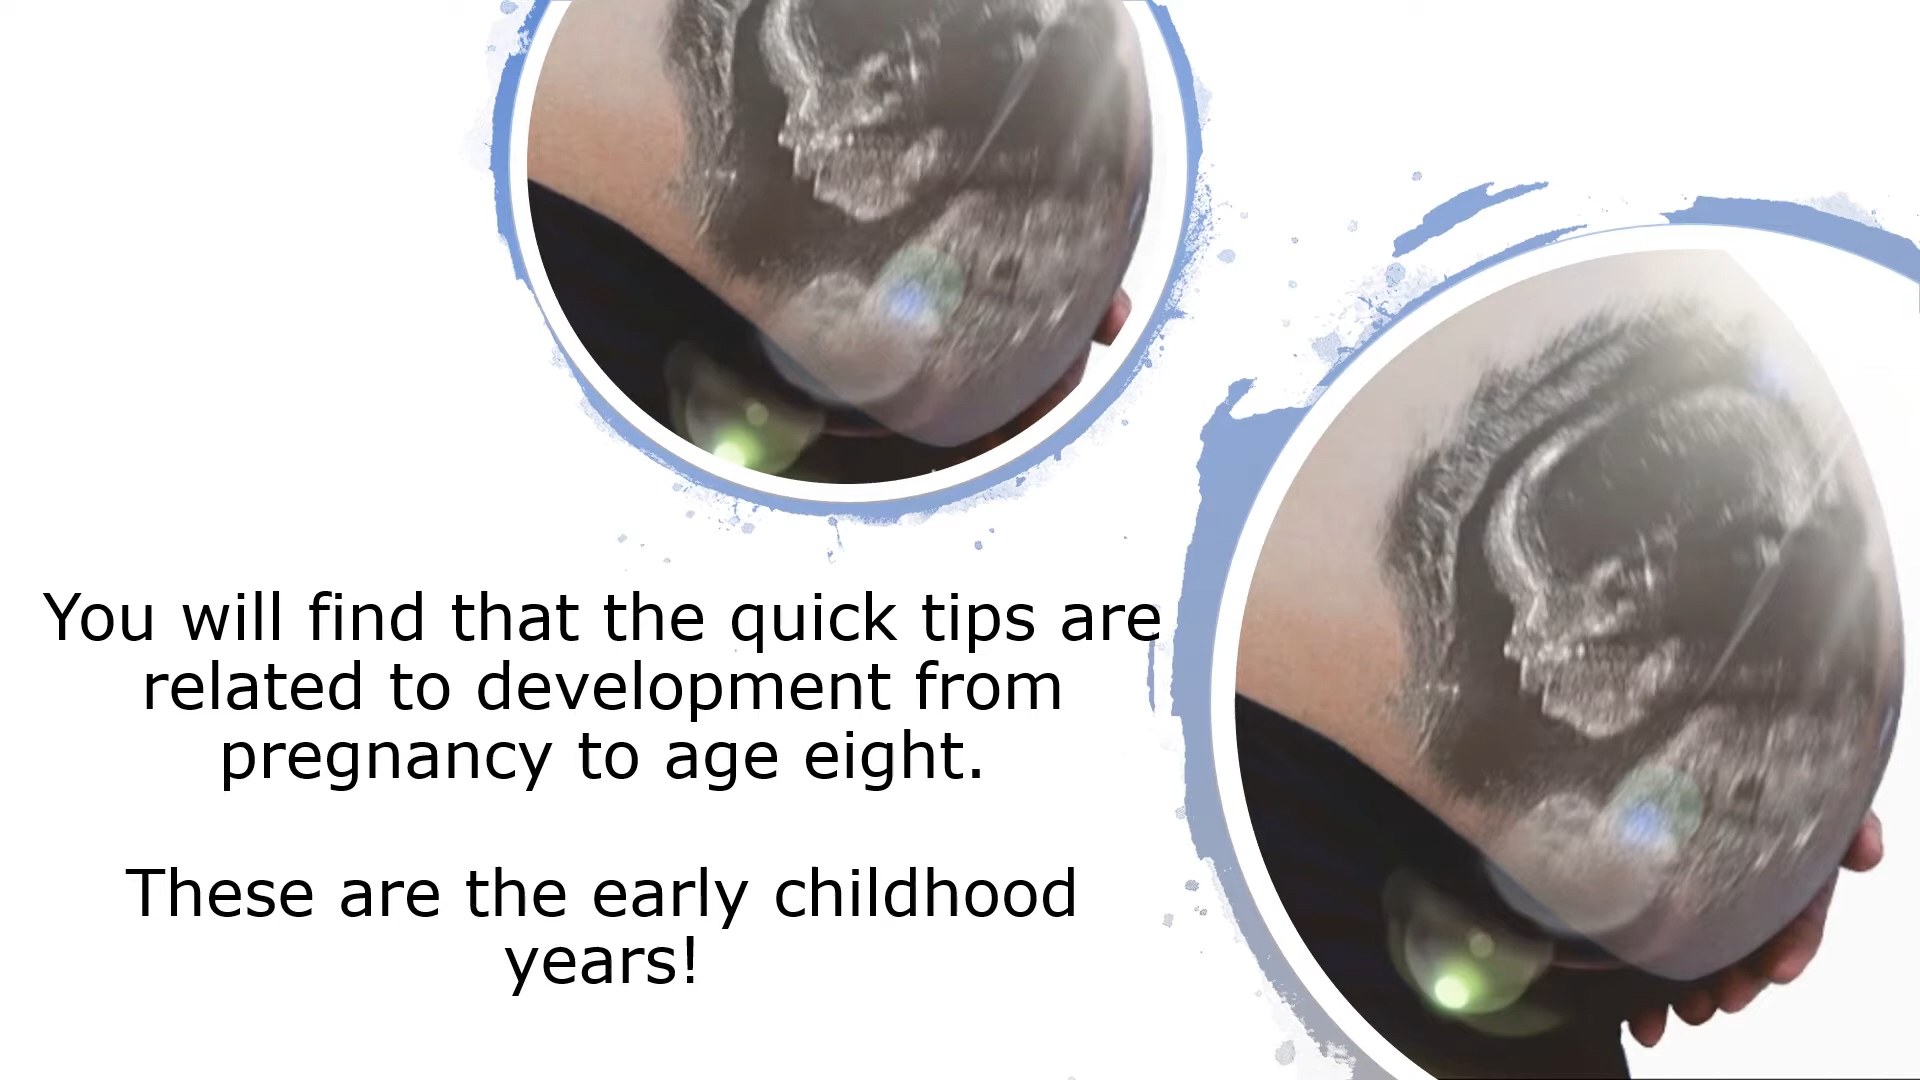 You will find that the quick tips are
related to development from
pregnancy to age eight.
These are the early childhood
years!